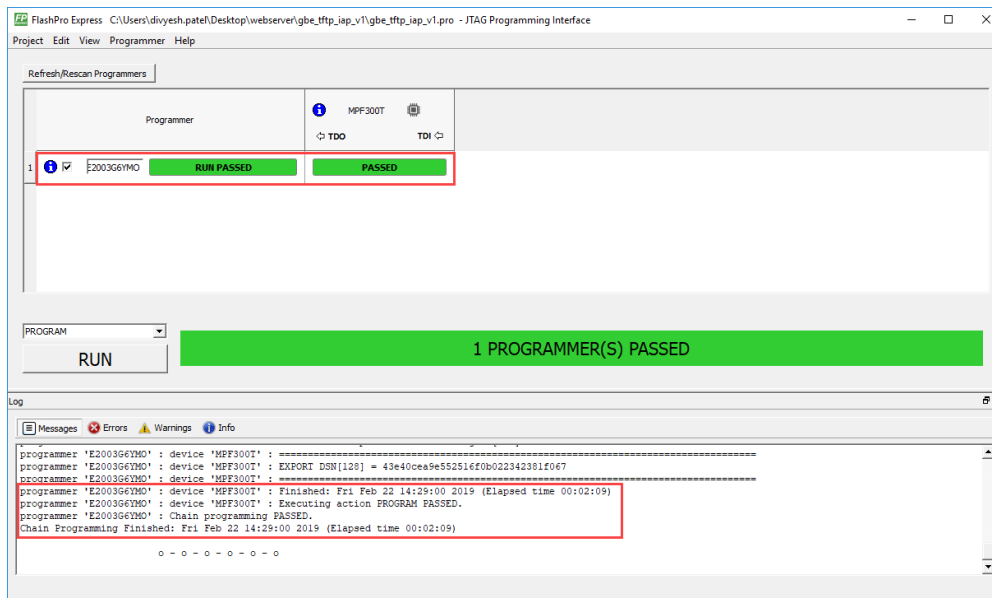 FP FlashPro Express C:\Users\divyesh.patel\Desktop\webserver\gbe_tftp_iap_v1\gbe_tftp_iap_v1.pro - JTAG Programming Interface
Project Edit View Programmer Help
Refresh/Rescan Programmers
Programmer
MPF300T
TDO TDI
1 E2003G6YMO RUN PASSED PASSED
PROGRAM
RUN
1 PROGRAMMER(S) PASSED
Log
Messages Errors Warnings Info
programmer 'E2003G6YMO' : device 'MPF300T' : ==========================================================================
programmer 'E2003G6YMO' : device 'MPF300T' : EXPORT DSN[128] = 43e40cea9e552516f0b022342381f067
programmer 'E2003G6YMO' : device 'MPF300T' : ==========================================================================
programmer 'E2003G6YMO' : device 'MPF300T' : Finished: Fri Feb 22 14:29:00 2019 (Elapsed time 00:02:09)
programmer 'E2003G6YMO' : device 'MPF300T' : Executing action PROGRAM PASSED.
programmer 'E2003G6YMO' : Chain programming PASSED.
Chain Programming Finished: Fri Feb 22 14:29:00 2019 (Elapsed time 00:02:09)
o - o - o - o - o - o